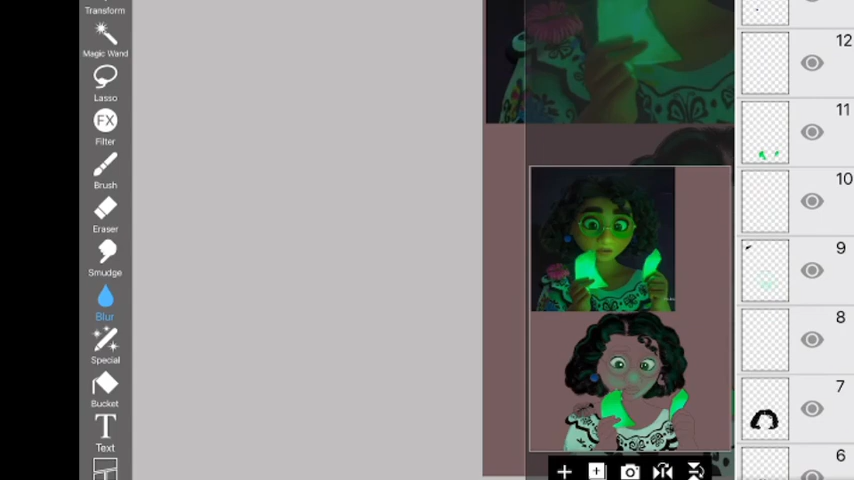 Transform
Magic Wand
Lasso
FX
Filter
Brush
Eraser
Smudge
Blur
Special
Bucket
T
Text
12
11
10
9
8
7
6